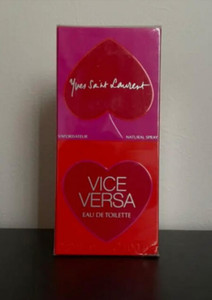 Yves Saint Laurent
VAPORISATEUR NATURAL SPRAY
VICE
VERSA
EAU DE TOILETTE